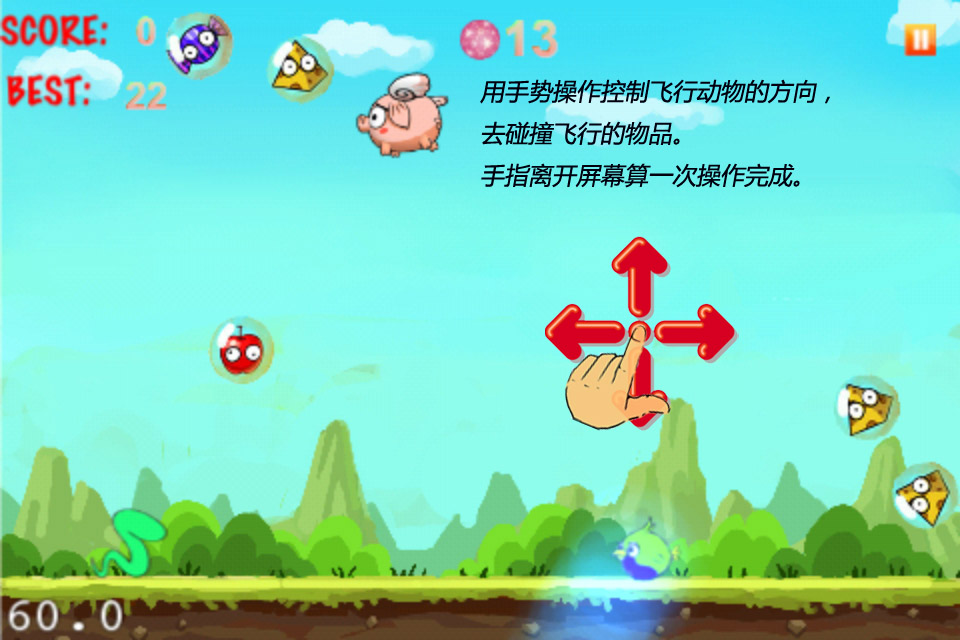 SCORE: 0
13
BEST: 22
用手势操作控制飞行动物的方向，
去碰撞飞行的物品。
手指离开屏幕算一次操作完成。
60.0